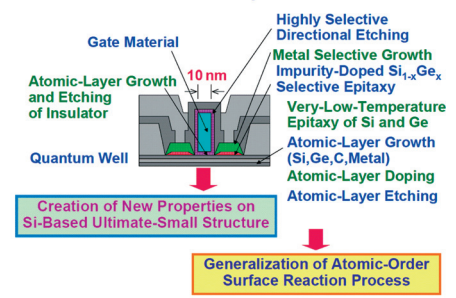 Highly Selective
Directional Etching
Gate Material
Metal Selective Growth
10 nm
Impurity-Doped Si1-xGex
Selective Epitaxy
Atomic-Layer Growth
and Etching
of Insulator
Very-Low-Temperature
Epitaxy of Si and Ge
Atomic-Layer Growth
(Si,Ge,C,Metal)
Quantum Well
Atomic-Layer Doping
Atomic-Layer Etching
Creation of New Properties on
Si-Based Ultimate-Small Structure
Generalization of Atomic-Order
Surface Reaction Process